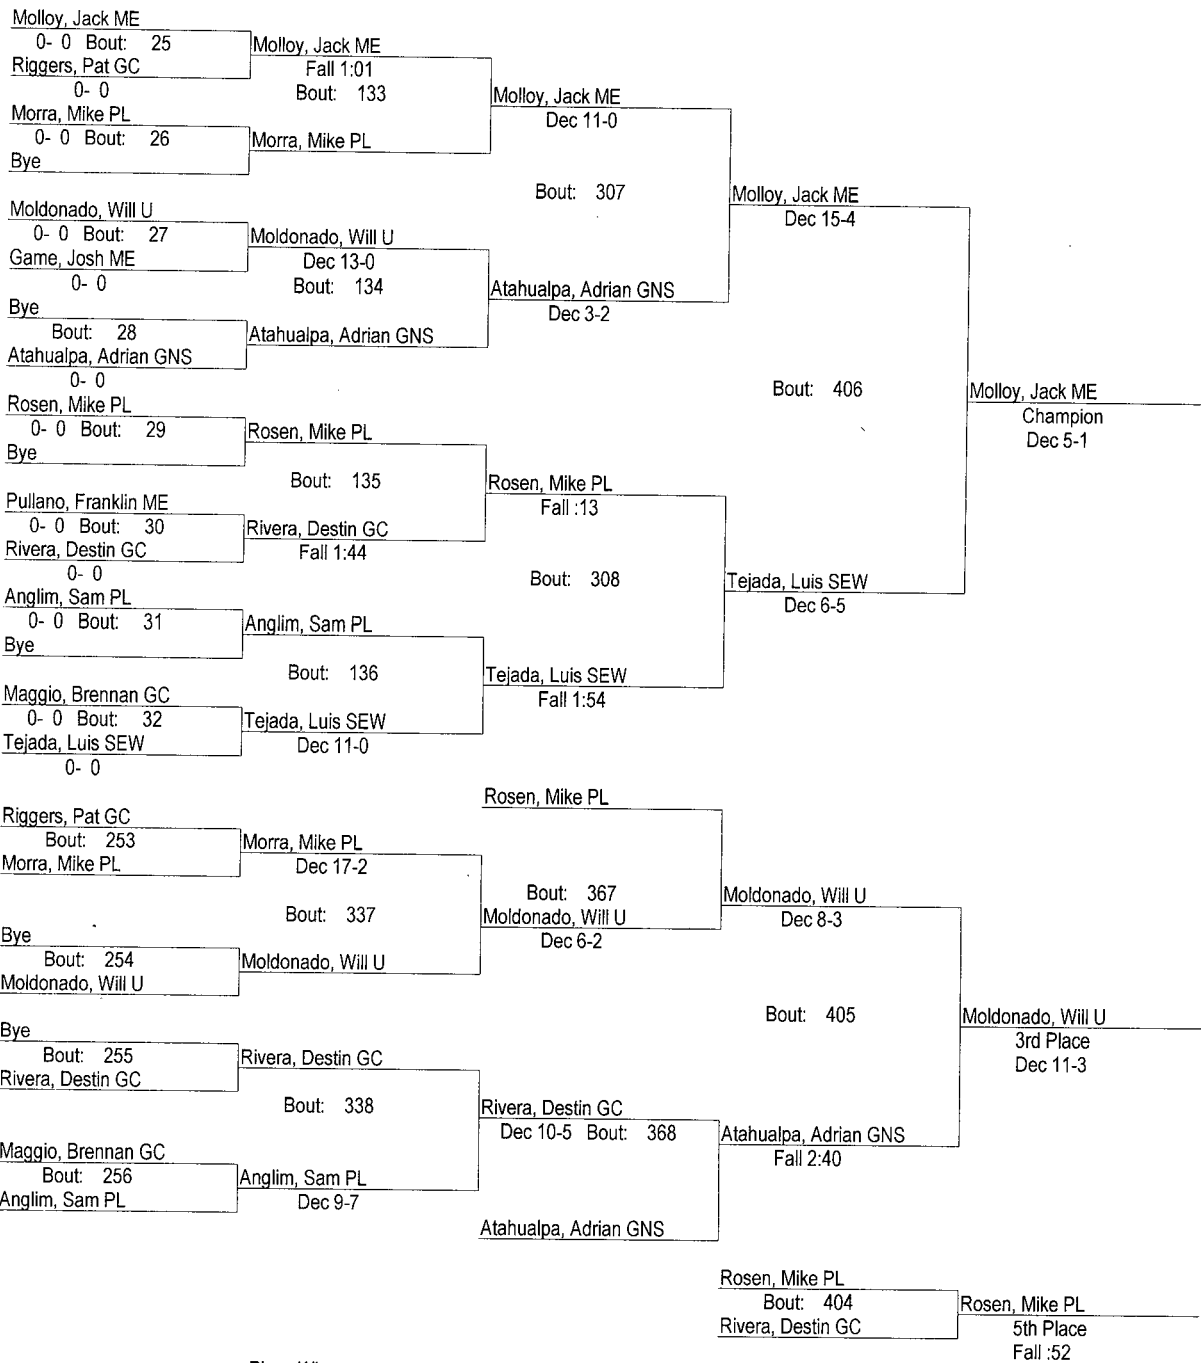 Molloy, Jack ME
0- 0 Bout: 25
Riggers, Pat GC
0- 0
Morra, Mike PL
0- 0 Bout: 26
Bye
Moldonado, Will U
0- 0 Bout: 27
Game, Josh ME
0- 0
Bye
Bout: 28
Atahualpa, Adrian GNS
0- 0
Rosen, Mike PL
0- 0 Bout: 29
Bye
Pullano, Franklin ME
0- 0 Bout: 30
Rivera, Destin GC
0- 0
Anglim, Sam PL
0- 0 Bout: 31
Bye
Maggio, Brennan GC
0- 0 Bout: 32
Tejada, Luis SEW
0- 0
Molloy, Jack ME
Fall 1:01
Bout: 133
Morra, Mike PL
Moldonado, Will U
Dec 13-0
Bout: 134
Atahualpa, Adrian GNS
Rosen, Mike PL
Bout: 135
Rivera, Destin GC
Fall 1:44
Anglim, Sam PL
Bout: 136
Tejada, Luis SEW
Dec 11-0
Molloy, Jack ME
Dec 11-0
Bout: 307
Atahualpa, Adrian GNS
Dec 3-2
Rosen, Mike PL
Fall :13
Bout: 308
Tejada, Luis SEW
Fall 1:54
Molloy, Jack ME
Dec 15-4
Bout: 406
Tejada, Luis SEW
Dec 6-5
Molloy, Jack ME
Champion
Dec 5-1
Riggers, Pat GC
Bout: 253
Morra, Mike PL
Bye
Bout: 254
Moldonado, Will U
Bye
Bout: 255
Rivera, Destin GC
Maggio, Brennan GC
Bout: 256
Anglim, Sam PL
Morra, Mike PL
Dec 17-2
Bout: 337
Moldonado, Will U
Rivera, Destin GC
Bout: 338
Anglim, Sam PL
Dec 9-7
Rosen, Mike PL
Bout: 367
Moldonado, Will U
Dec 6-2
Rivera, Destin GC
Dec 10-5 Bout: 368
Atahualpa, Adrian GNS
Moldonado, Will U
Dec 8-3
Bout: 405
Atahualpa, Adrian GNS
Fall 2:40
Moldonado, Will U
3rd Place
Dec 11-3
Rosen, Mike PL
Bout: 404
Rivera, Destin GC
Rosen, Mike PL
5th Place
Fall :52